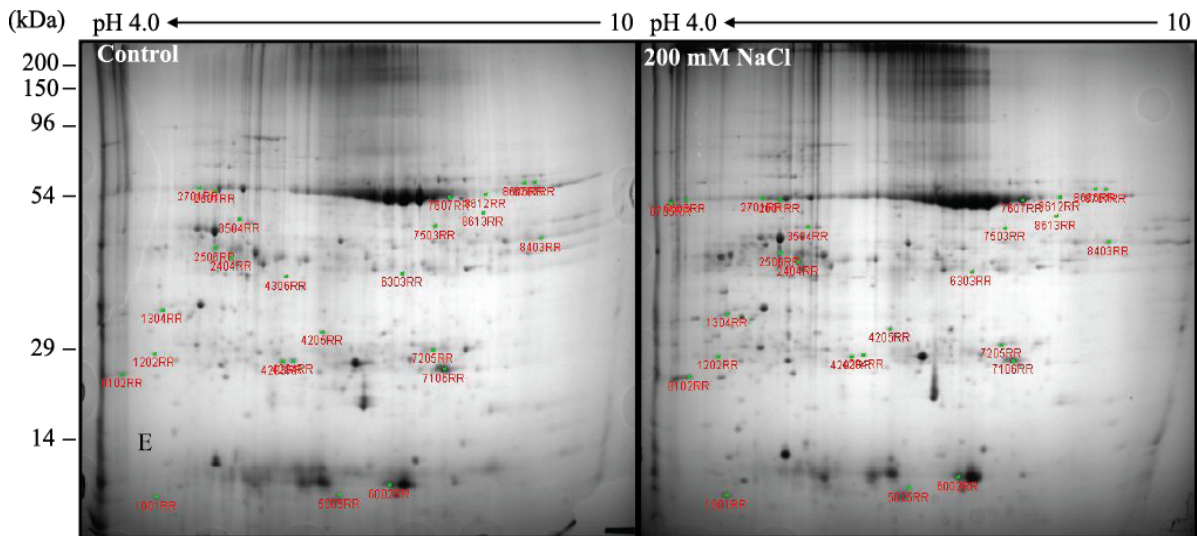 (kDa) pH 4.0 10 pH 4.0 10
Control 200 mM NaCl
200
150
96
54
29
14
E
2701RR 7607RR 8612RR
8613RR
3504RR 7503RR
8403RR
2506RR
2404RR
4306RR 6303RR
1304RR
4205RR
1202RR 7205RR
0102RR 7106RR
6002RR
1001RR 5005RR
2701RR 7607RR 8612RR
8613RR
3504RR 7503RR
8403RR
2506RR
2404RR
6303RR
1304RR
4205RR
1202RR 7205RR
0102RR 7106RR
6002RR
1001RR 5005RR